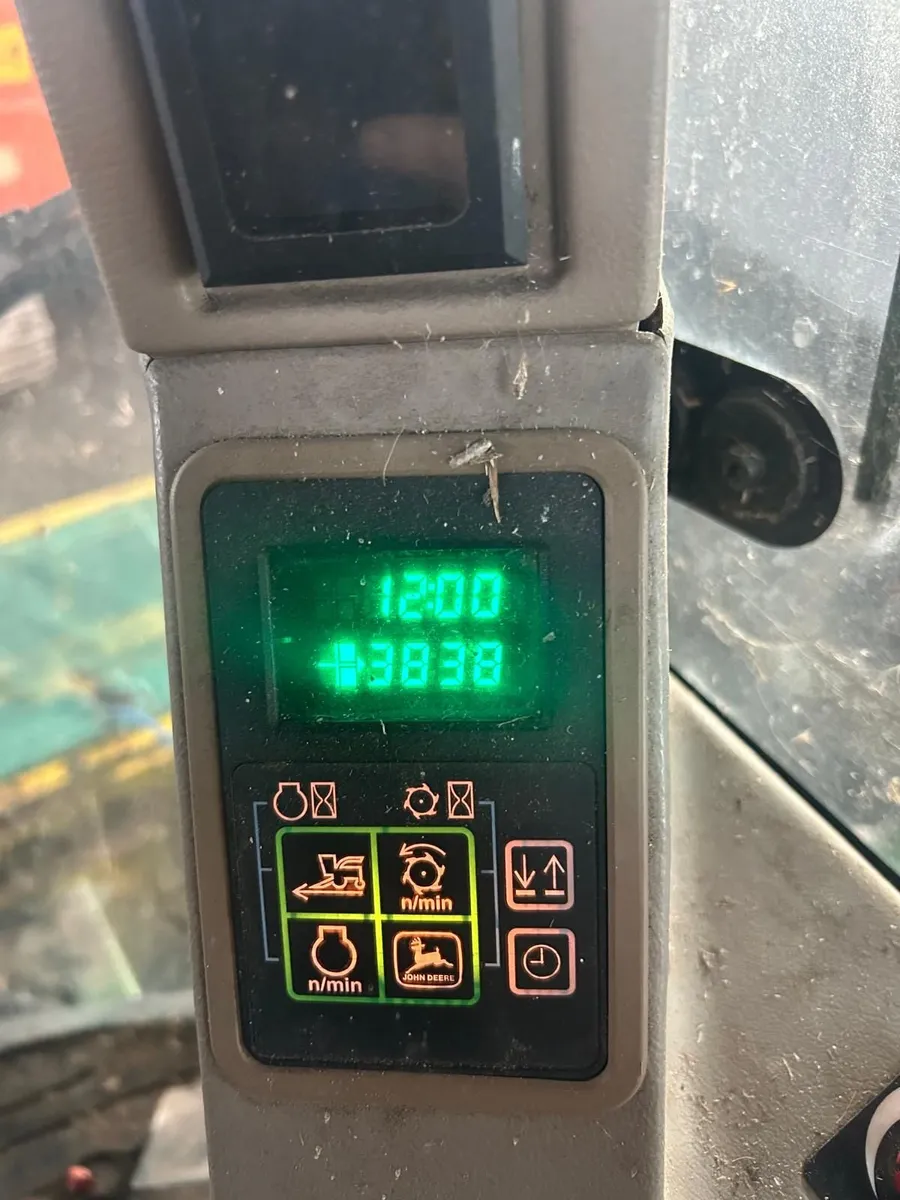 12:00
3838
n/min
n/min
JOHN DEERE